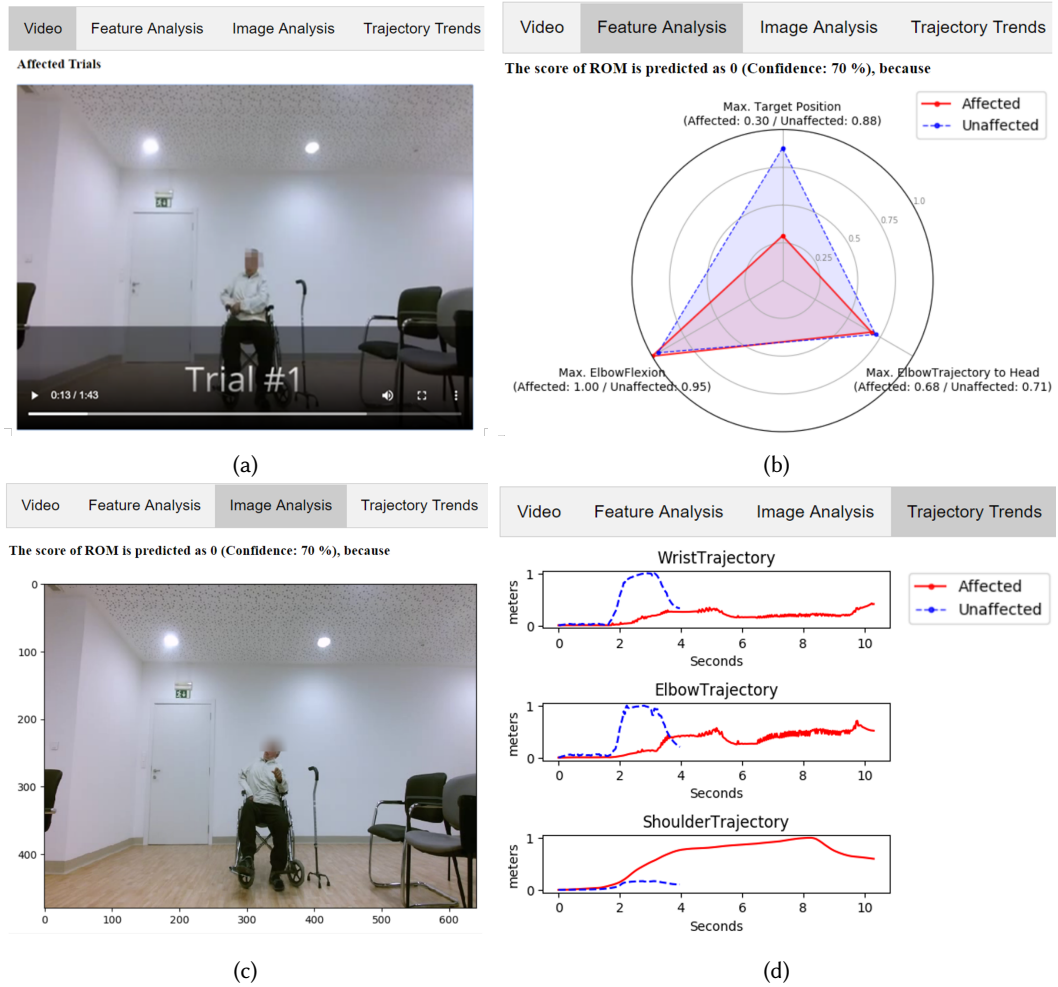 Video Feature Analysis Image Analysis Trajectory Trends
Affected Trials
Trial #1
0:13 / 1:43
(a)
Video Feature Analysis Image Analysis Trajectory Trends
The score of ROM is predicted as 0 (Confidence: 70 %), because
Affected
Unaffected
Max. Target Position
(Affected: 0.30 / Unaffected: 0.88)
1.0
0.75
0.5
0.25
Max. ElbowFlexion
(Affected: 1.00 / Unaffected: 0.95)
Max. ElbowTrajectory to Head
(Affected: 0.68 / Unaffected: 0.71)
(b)
Video Feature Analysis Image Analysis Trajectory Trends
The score of ROM is predicted as 0 (Confidence: 70 %), because
0
100
200
300
400
0 100 200 300 400 500 600
(c)
Video Feature Analysis Image Analysis Trajectory Trends
Affected
Unaffected
WristTrajectory
meters
1
0
0 2 4 6 8 10
Seconds
ElbowTrajectory
meters
1
0
0 2 4 6 8 10
Seconds
ShoulderTrajectory
meters
1
0
0 2 4 6 8 10
Seconds
(d)